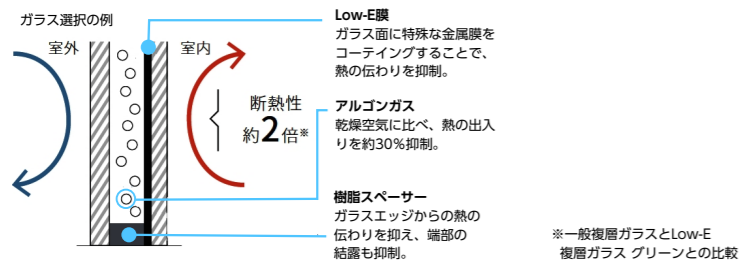 ガラス選択の例
室外
室内
断熱性
約2倍※
Low-E膜
ガラス面に特殊な金属膜を
コーテイングすることで、
熱の伝わりを抑制。
アルゴンガス
乾燥空気に比べ、熱の出入
りを約30%抑制。
樹脂スペーサー
ガラスエッジからの熱の
伝わりを抑え、端部の
結露も抑制。
※一般複層ガラスとLow-E
複層ガラス グリーンとの比較